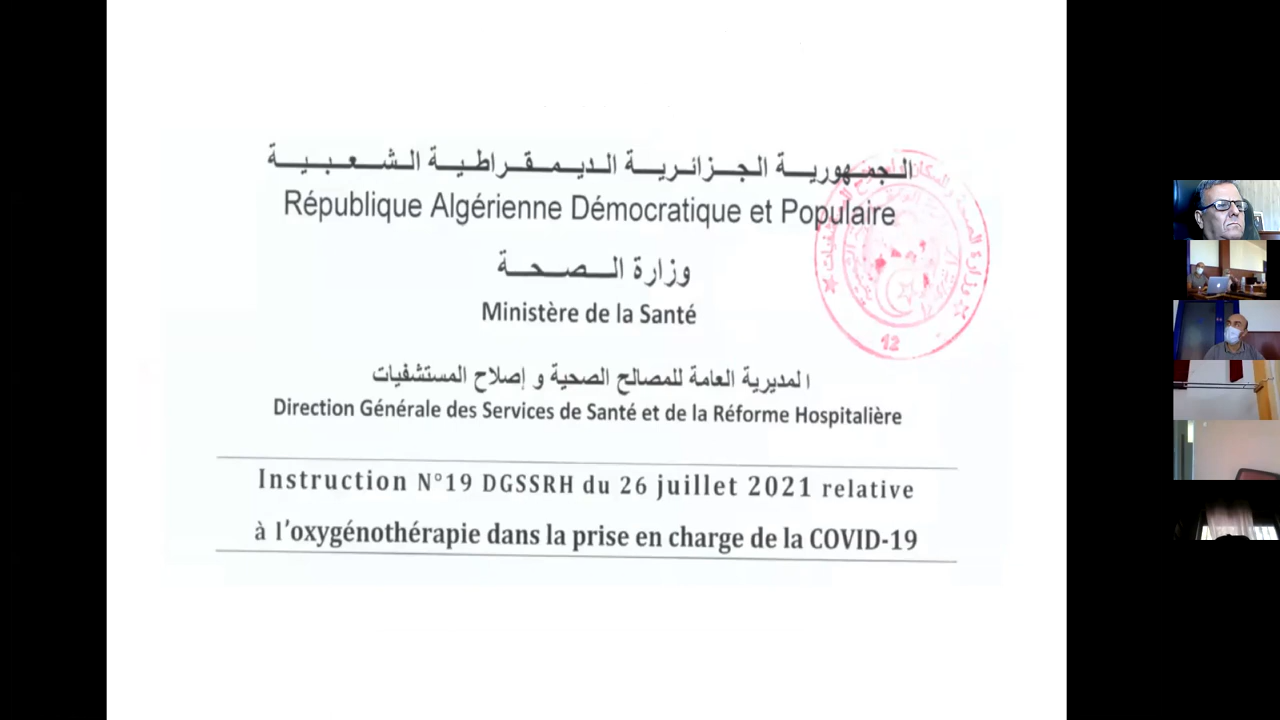 الجمهورية الجزائرية الديمقراطية الشعبية
République Algérienne Démocratique et Populaire
وزارة الصحة
Ministère de la Santé
المديرية العامة للمصالح الصحية و إصلاح المستشفيات
Direction Générale des Services de Santé et de la Réforme Hospitalière
Instruction N°19 DGSSRH du 26 juillet 2021 relative
à l'oxygénothérapie dans la prise en charge de la COVID-19
12